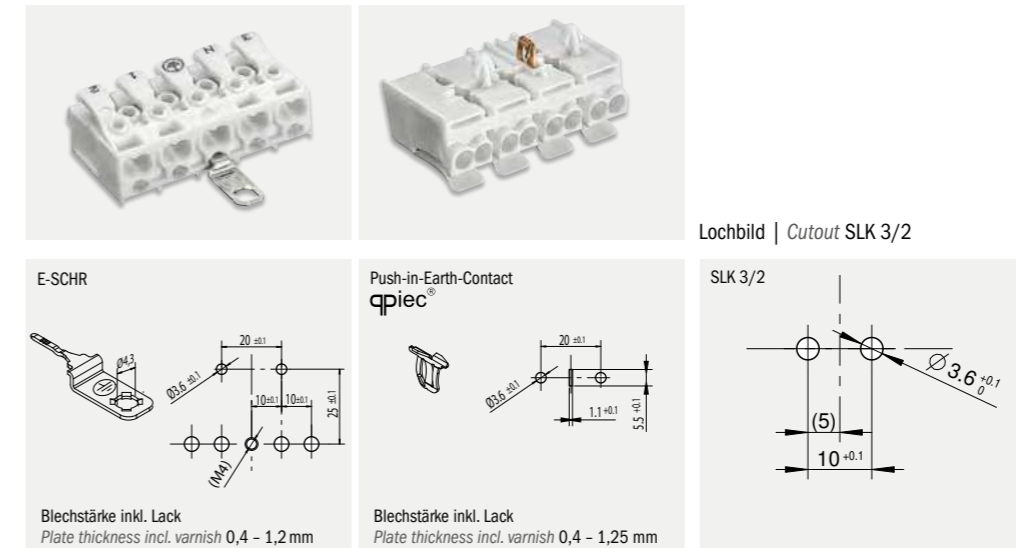 2 1 N E
Lochbild | Cutout SLK 3/2
E-SCHR
Ø4,3
20 ±0.1
Ø3.6 ±0.1
10±0.1 10±0.1
25 ±0.1
(M4)
Blechstärke inkl. Lack
Plate thickness incl. varnish 0,4 – 1,2 mm
Push-in-Earth-Contact
qpiec®
20 ±0.1
Ø3.6 ±0.1
1.1 +0.1
5.5 +0.1
Blechstärke inkl. Lack
Plate thickness incl. varnish 0,4 – 1,25 mm
SLK 3/2
Ø 3.6 +0.1 0
(5)
10 +0.1